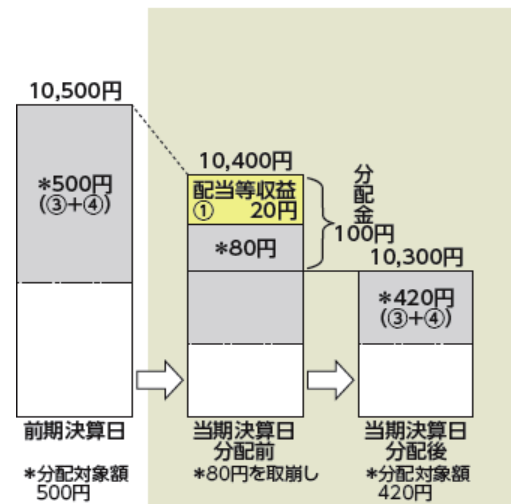 10,500円
*500円
(③+④)
前期決算日
*分配対象額
500円
10,400円
配当等収益
① 20円
*80円
分配金
100円
当期決算日
分配前
*80円を取崩し
10,300円
*420円
(③+④)
当期決算日
分配後
*分配対象額
420円